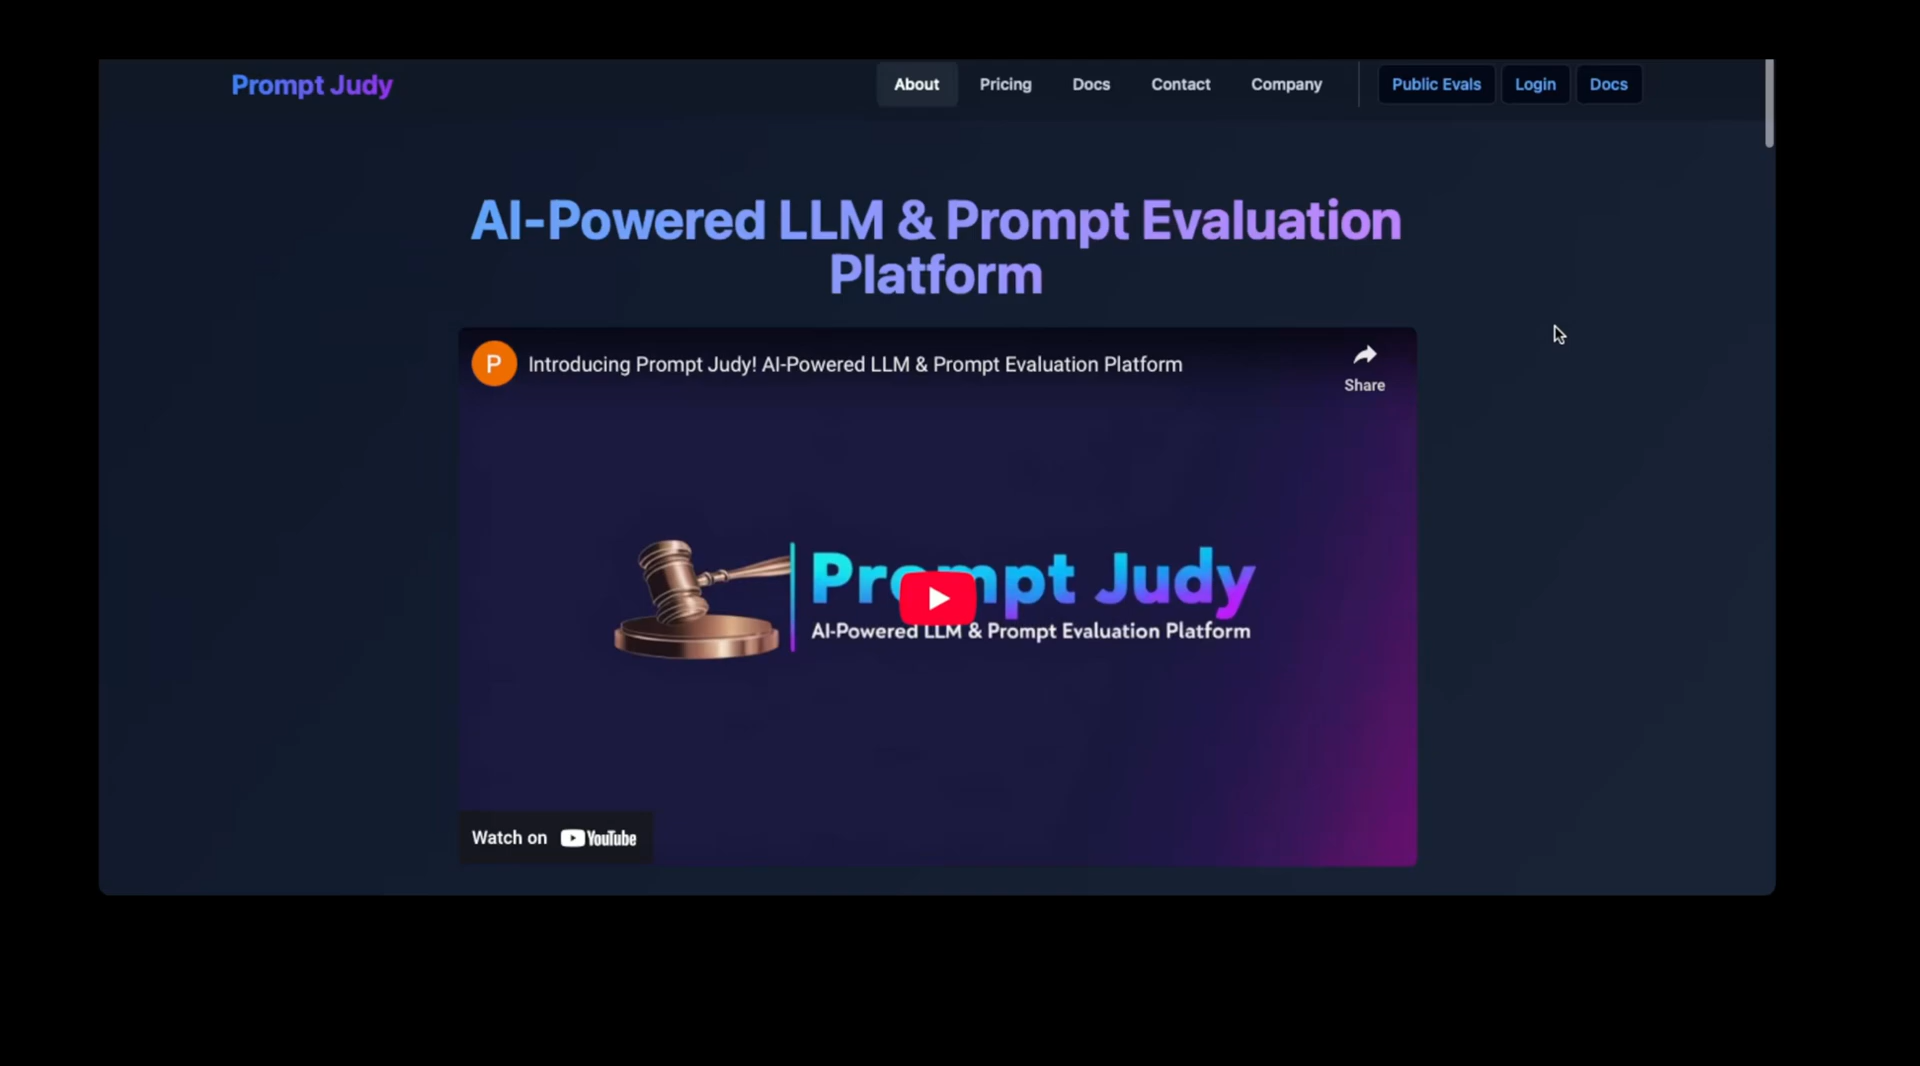 Prompt Judy
About Pricing Docs Contact Company Public Evals Login Docs
AI-Powered LLM & Prompt Evaluation
Platform
P Introducing Prompt Judy! AI-Powered LLM & Prompt Evaluation Platform
Share
Prompt Judy
AI-Powered LLM & Prompt Evaluation Platform
Watch on YouTube